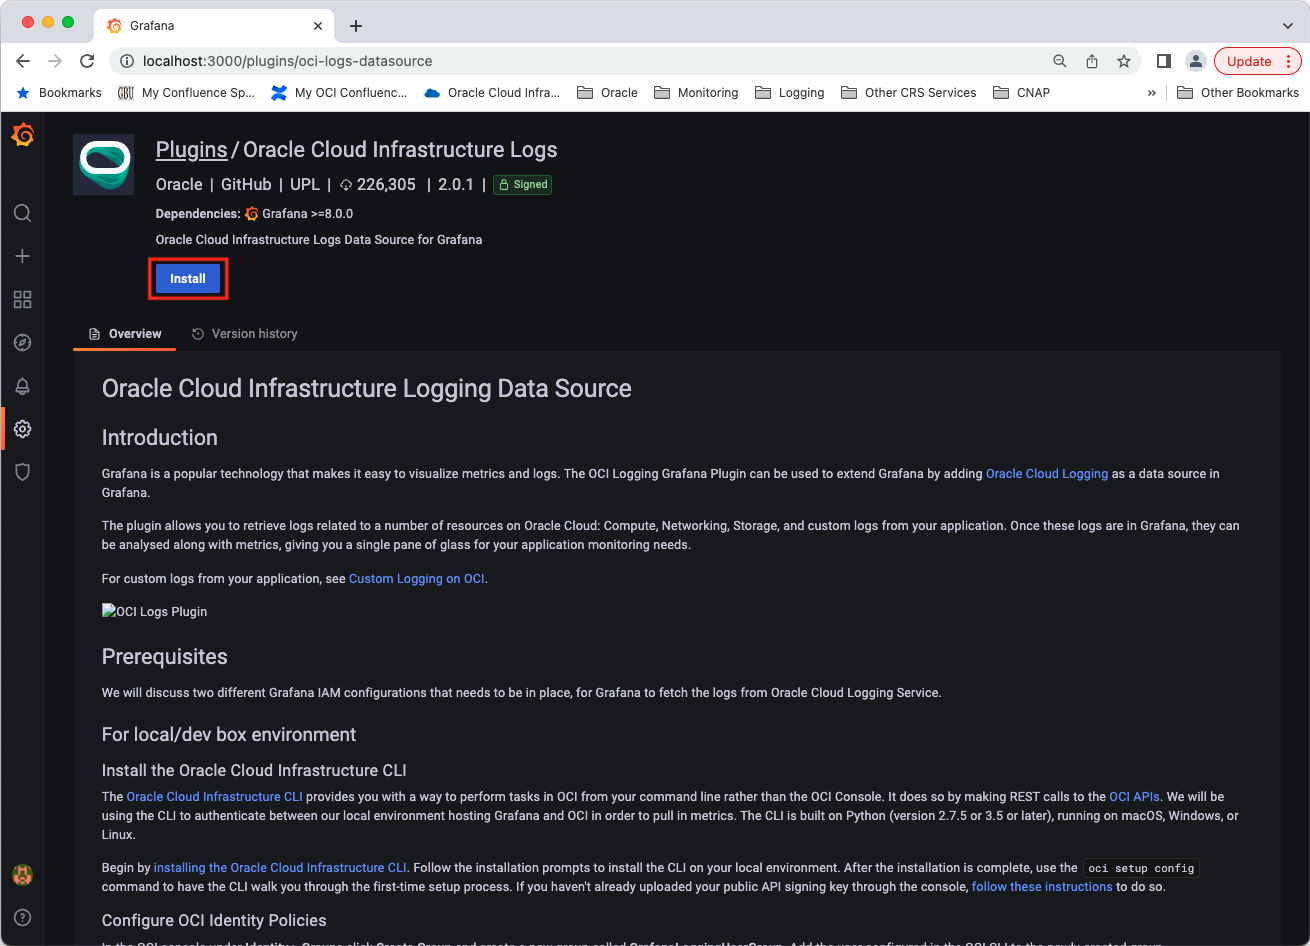 Grafana
localhost:3000/plugins/oci-logs-datasource
Update
Bookmarks
My Confluence Sp...
My OCI Confluenc...
Oracle Cloud Infra...
Oracle
Monitoring
Logging
Other CRS Services
CNAP
»
Other Bookmarks
Plugins / Oracle Cloud Infrastructure Logs
Oracle | GitHub | UPL | 226,305 | 2.0.1 | Signed
Dependencies: Grafana >=8.0.0
Oracle Cloud Infrastructure Logs Data Source for Grafana
Install
Overview
Version history
Oracle Cloud Infrastructure Logging Data Source
Introduction
Grafana is a popular technology that makes it easy to visualize metrics and logs. The OCI Logging Grafana Plugin can be used to extend Grafana by adding Oracle Cloud Logging as a data source in
Grafana.
The plugin allows you to retrieve logs related to a number of resources on Oracle Cloud: Compute, Networking, Storage, and custom logs from your application. Once these logs are in Grafana, they can
be analysed along with metrics, giving you a single pane of glass for your application monitoring needs.
For custom logs from your application, see Custom Logging on OCI.
OCI Logs Plugin
Prerequisites
We will discuss two different Grafana IAM configurations that needs to be in place, for Grafana to fetch the logs from Oracle Cloud Logging Service.
For local/dev box environment
Install the Oracle Cloud Infrastructure CLI
The Oracle Cloud Infrastructure CLI provides you with a way to perform tasks in OCI from your command line rather than the OCI Console. It does so by making REST calls to the OCI APIs. We will be
using the CLI to authenticate between our local environment hosting Grafana and OCI in order to pull in metrics. The CLI is built on Python (version 2.7.5 or 3.5 or later), running on macOS, Windows, or
Linux.
Begin by installing the Oracle Cloud Infrastructure CLI. Follow the installation prompts to install the CLI on your local environment. After the installation is complete, use the oci setup config
command to have the CLI walk you through the first-time setup process. If you haven't already uploaded your public API signing key through the console, follow these instructions to do so.
Configure OCI Identity Policies